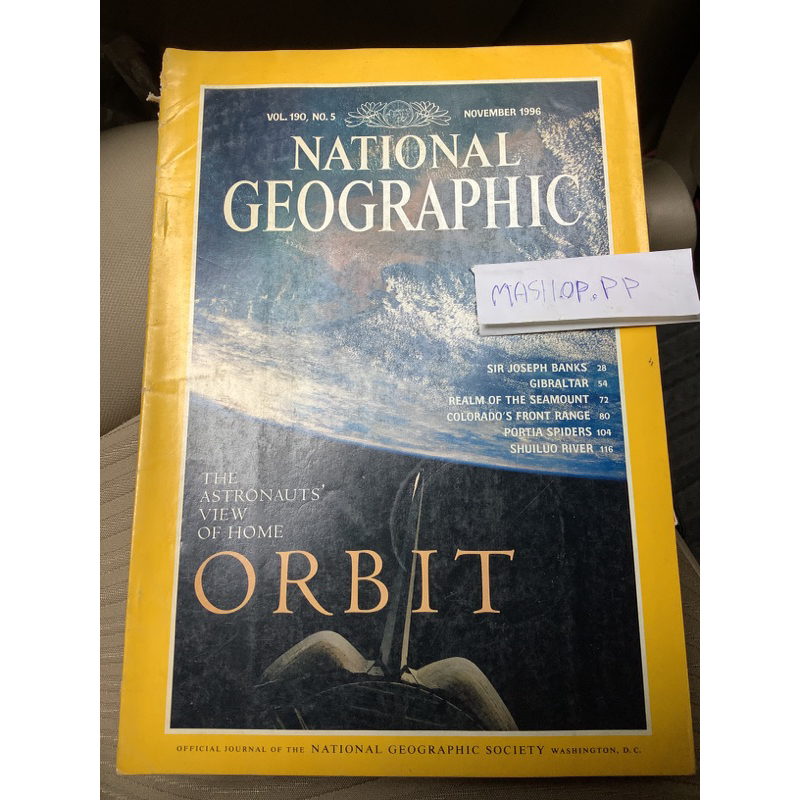 VOL. 190, NO. 5 NOVEMBER 1996
NATIONAL
GEOGRAPHIC
MASH.OP.PP
SIR JOSEPH BANKS 28
GIBRALTAR 54
REALM OF THE SEAMOUNT 72
COLORADO'S FRONT RANGE 80
PORTIA SPIDERS 104
SHUILUO RIVER 116
THE
ASTRONAUTS'
VIEW
OF HOME
ORBIT
OFFICIAL JOURNAL OF THE NATIONAL GEOGRAPHIC SOCIETY WASHINGTON, D.C.